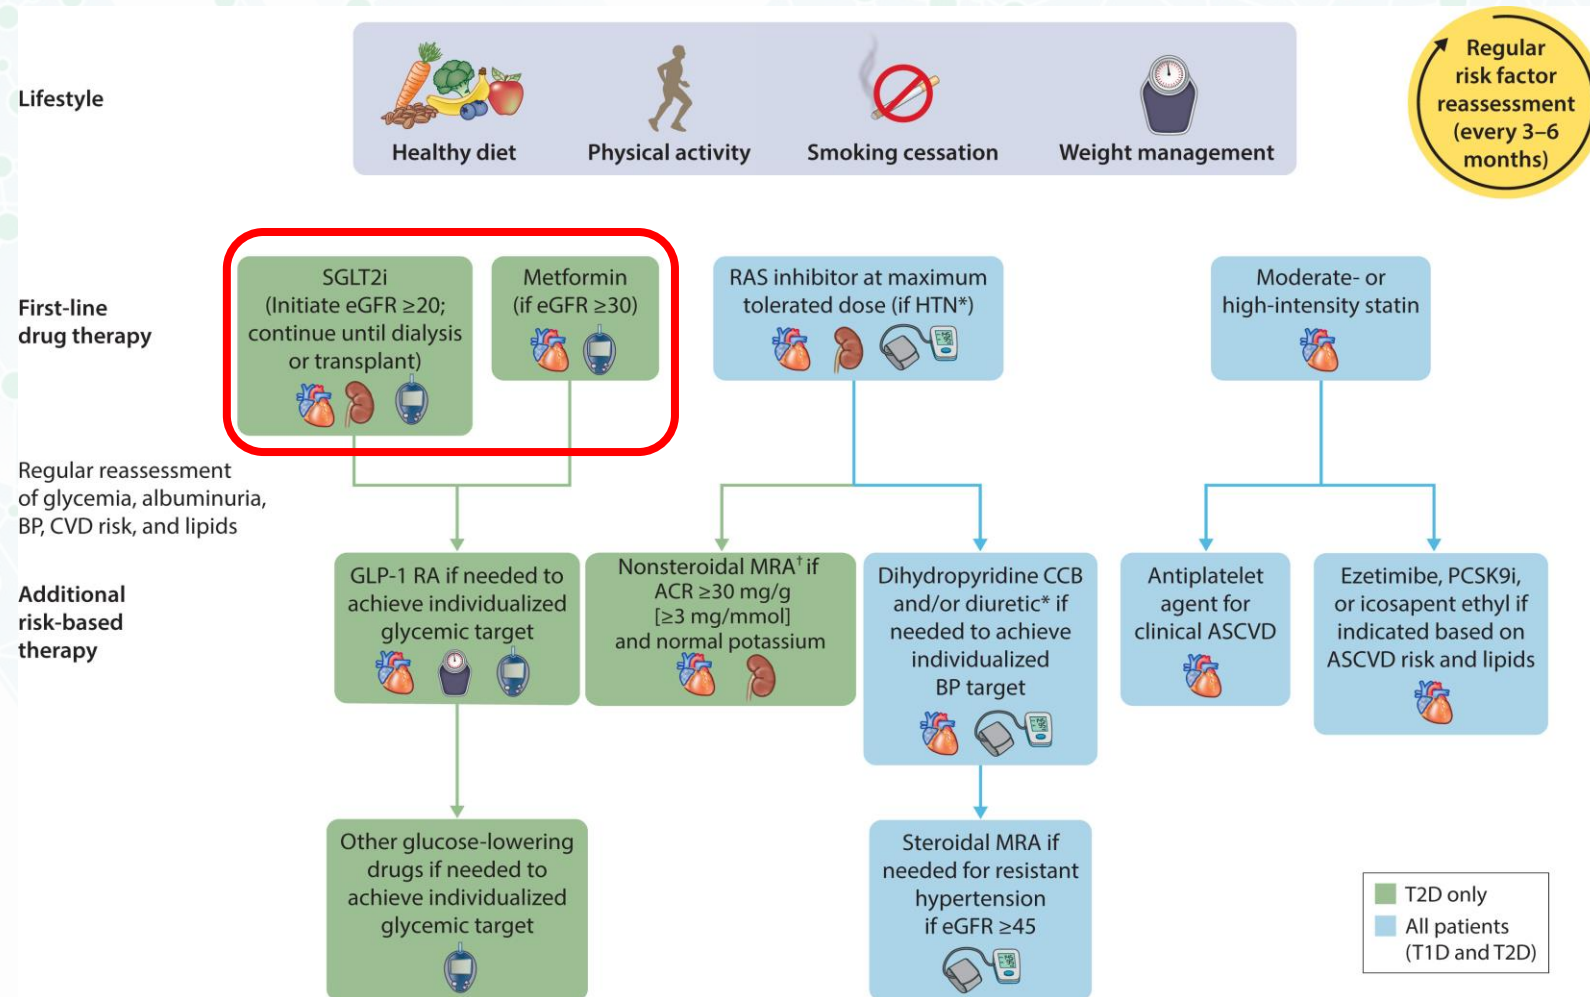 Lifestyle
Healthy diet
Physical activity
Smoking cessation
Weight management
Regular
risk factor
reassessment
(every 3–6
months)
First-line
drug therapy
SGLT2i
(Initiate eGFR ≥20;
continue until dialysis
or transplant)
Metformin
(if eGFR ≥30)
RAS inhibitor at maximum
tolerated dose (if HTN*)
Moderate- or
high-intensity statin
Regular reassessment
of glycemia, albuminuria,
BP, CVD risk, and lipids
Additional
risk-based
therapy
GLP-1 RA if needed to
achieve individualized
glycemic target
Nonsteroidal MRA† if
ACR ≥30 mg/g
[≥3 mg/mmol]
and normal potassium
Dihydropyridine CCB
and/or diuretic* if
needed to achieve
individualized
BP target
Antiplatelet
agent for
clinical ASCVD
Ezetimibe, PCSK9i,
or icosapent ethyl if
indicated based on
ASCVD risk and lipids
Other glucose-lowering
drugs if needed to
achieve individualized
glycemic target
Steroidal MRA if
needed for resistant
hypertension
if eGFR ≥45
T2D only
All patients
(T1D and T2D)